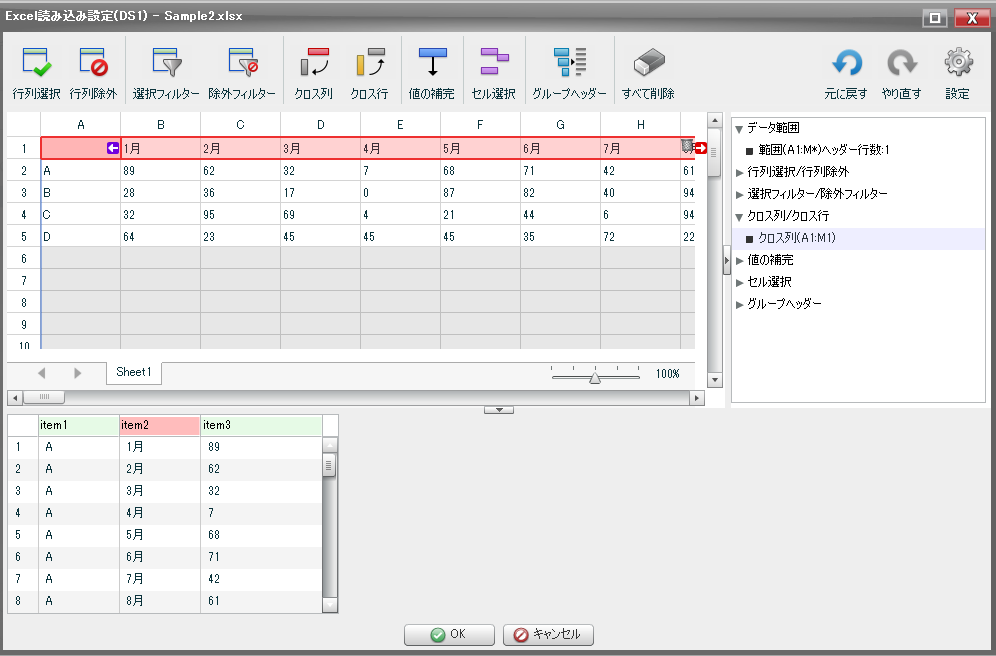 Excel読み込み設定(DS1) - Sample2.xlsx
行列選択 行列除外 選択フィルター 除外フィルター クロス列 クロス行 値の補完 セル選択 グループヘッダー すべて削除 元に戻す やり直す 設定
A B C D E F G H
1 1月 2月 3月 4月 5月 6月 7月
2 A 89 62 32 7 68 71 42 61
3 B 28 36 17 0 87 82 40 94
4 C 32 95 69 4 21 44 6 94
5 D 64 23 45 45 45 35 72 22
6
7
8
9
10
Sheet1 100%
データ範囲
範囲(A1:M*)ヘッダー行数:1
行列選択/行列除外
選択フィルター/除外フィルター
クロス列/クロス行
クロス列(A1:M1)
値の補完
セル選択
グループヘッダー
item1 item2 item3
1 A 1月 89
2 A 2月 62
3 A 3月 32
4 A 4月 7
5 A 5月 68
6 A 6月 71
7 A 7月 42
8 A 8月 61
OK キャンセル